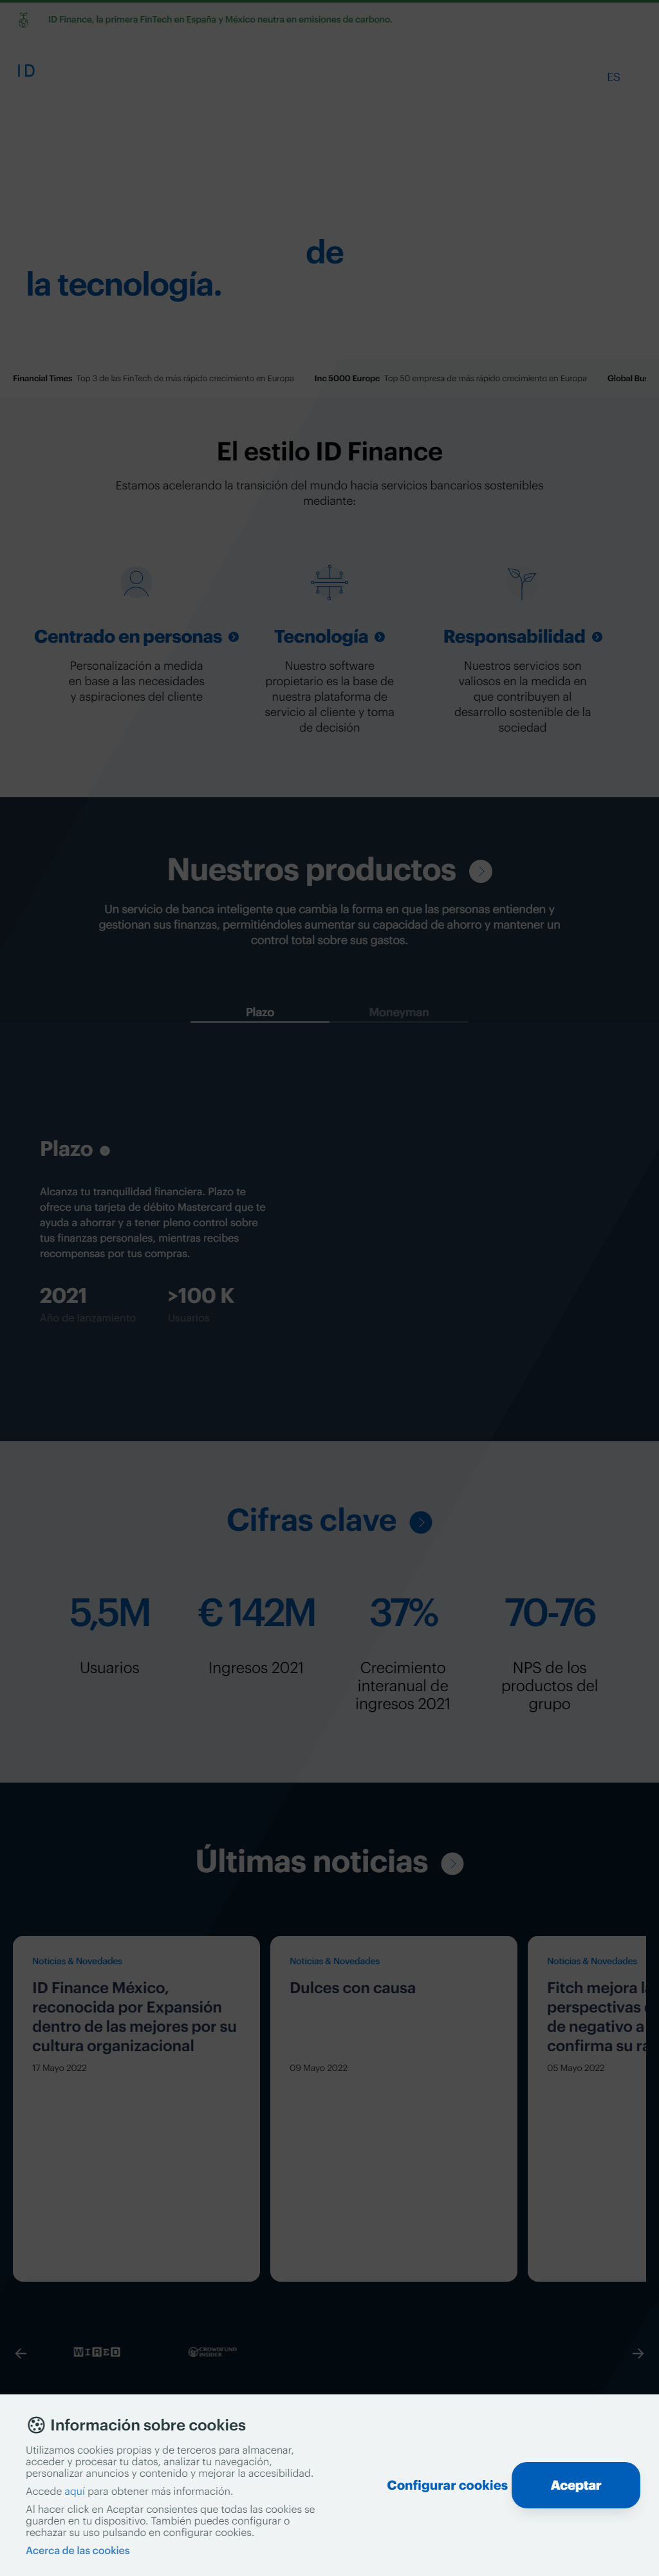 ID Finance, la primera FinTech en España y México neutra en emisiones de carbono.
ID
ES
de
la tecnología.
Financial Times Top 3 de las FinTech de más rápido crecimiento en Europa Inc 5000 Europe Top 50 empresa de más rápido crecimiento en Europa Global
El estilo ID Finance
Estamos acelerando la transición del mundo hacia servicios bancarios sostenibles
mediante:
Centrado en personas
Personalización a medida
en base a las necesidades
y aspiraciones del cliente
Tecnología
Nuestro software
propietario es la base de
nuestra plataforma de
servicio al cliente y toma
de decisión
Responsabilidad
Nuestros servicios son
valiosos en la medida en
que contribuyen al
desarrollo sostenible de la
sociedad
Nuestros productos
Un servicio de banca inteligente que cambia la forma en que las personas entienden y
gestionan sus finanzas, permitiéndoles aumentar su capacidad de ahorro y mantener un
control total sobre sus gastos.
Plazo Moneyman
Plazo
Alcanza tu tranquilidad financiera. Plazo te
ofrece una tarjeta de débito Mastercard que te
ayuda a ahorrar y a tener pleno control sobre
tus finanzas personales, mientras recibes
recompensas por tus compras.
2021 >100 K
Año de lanzamiento Usuarios
Cifras clave
5,5M
Usuarios
€ 142M
Ingresos 2021
37%
Crecimiento
interanual de
ingresos 2021
70-76
NPS de los
productos del
grupo
Últimas noticias
Noticias & Novedades
ID Finance México,
reconocida por Expansión
dentro de las mejores por su
cultura organizacional
17 Mayo 2022
Noticias & Novedades
Dulces con causa
09 Mayo 2022
Noticias & Novedades
Fitch mejora
perspectivas
de negativo a
confirma su
05 Mayo 2022
WIRED
CROWDFUND
INSIDER
Información sobre cookies
Utilizamos cookies propias y de terceros para almacenar,
acceder y procesar tu datos, analizar tu navegación,
personalizar anuncios y contenido y mejorar la accesibilidad.
Accede aquí para obtener más información.
Al hacer click en Aceptar consientes que todas las cookies se
guarden en tu dispositivo. También puedes configurar o
rechazar su uso pulsando en configurar cookies.
Acerca de las cookies
Configurar cookies
Aceptar